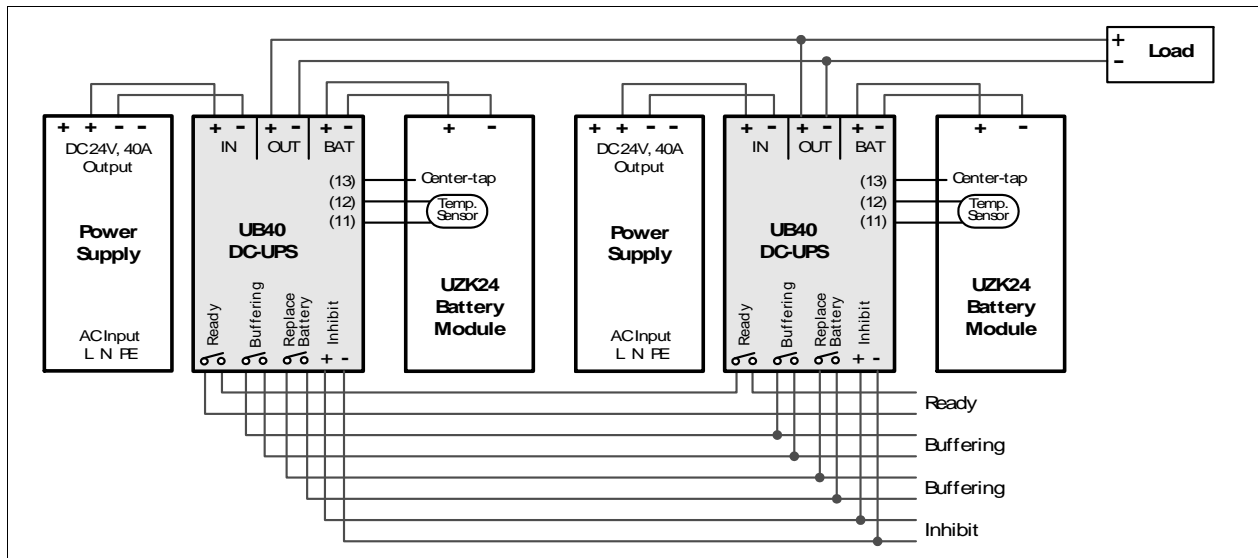 +
-
Load
+ + - -
DC24V, 40A
Output
Power
Supply
AC Input
L N PE
+ - + - + -
IN OUT BAT
(13)
(12)
(11)
UB40
DC-UPS
Ready
Buffering
Replace
Battery
Inhibit
+ -
+ -
Center-tap
Temp.
Sensor
UZK24
Battery
Module
+ + - -
DC24V, 40A
Output
Power
Supply
AC Input
L N PE
+ - + - + -
IN OUT BAT
(13)
(12)
(11)
UB40
DC-UPS
Ready
Buffering
Replace
Battery
Inhibit
+ -
+ -
Center-tap
Temp.
Sensor
UZK24
Battery
Module
Ready
Buffering
Buffering
Inhibit